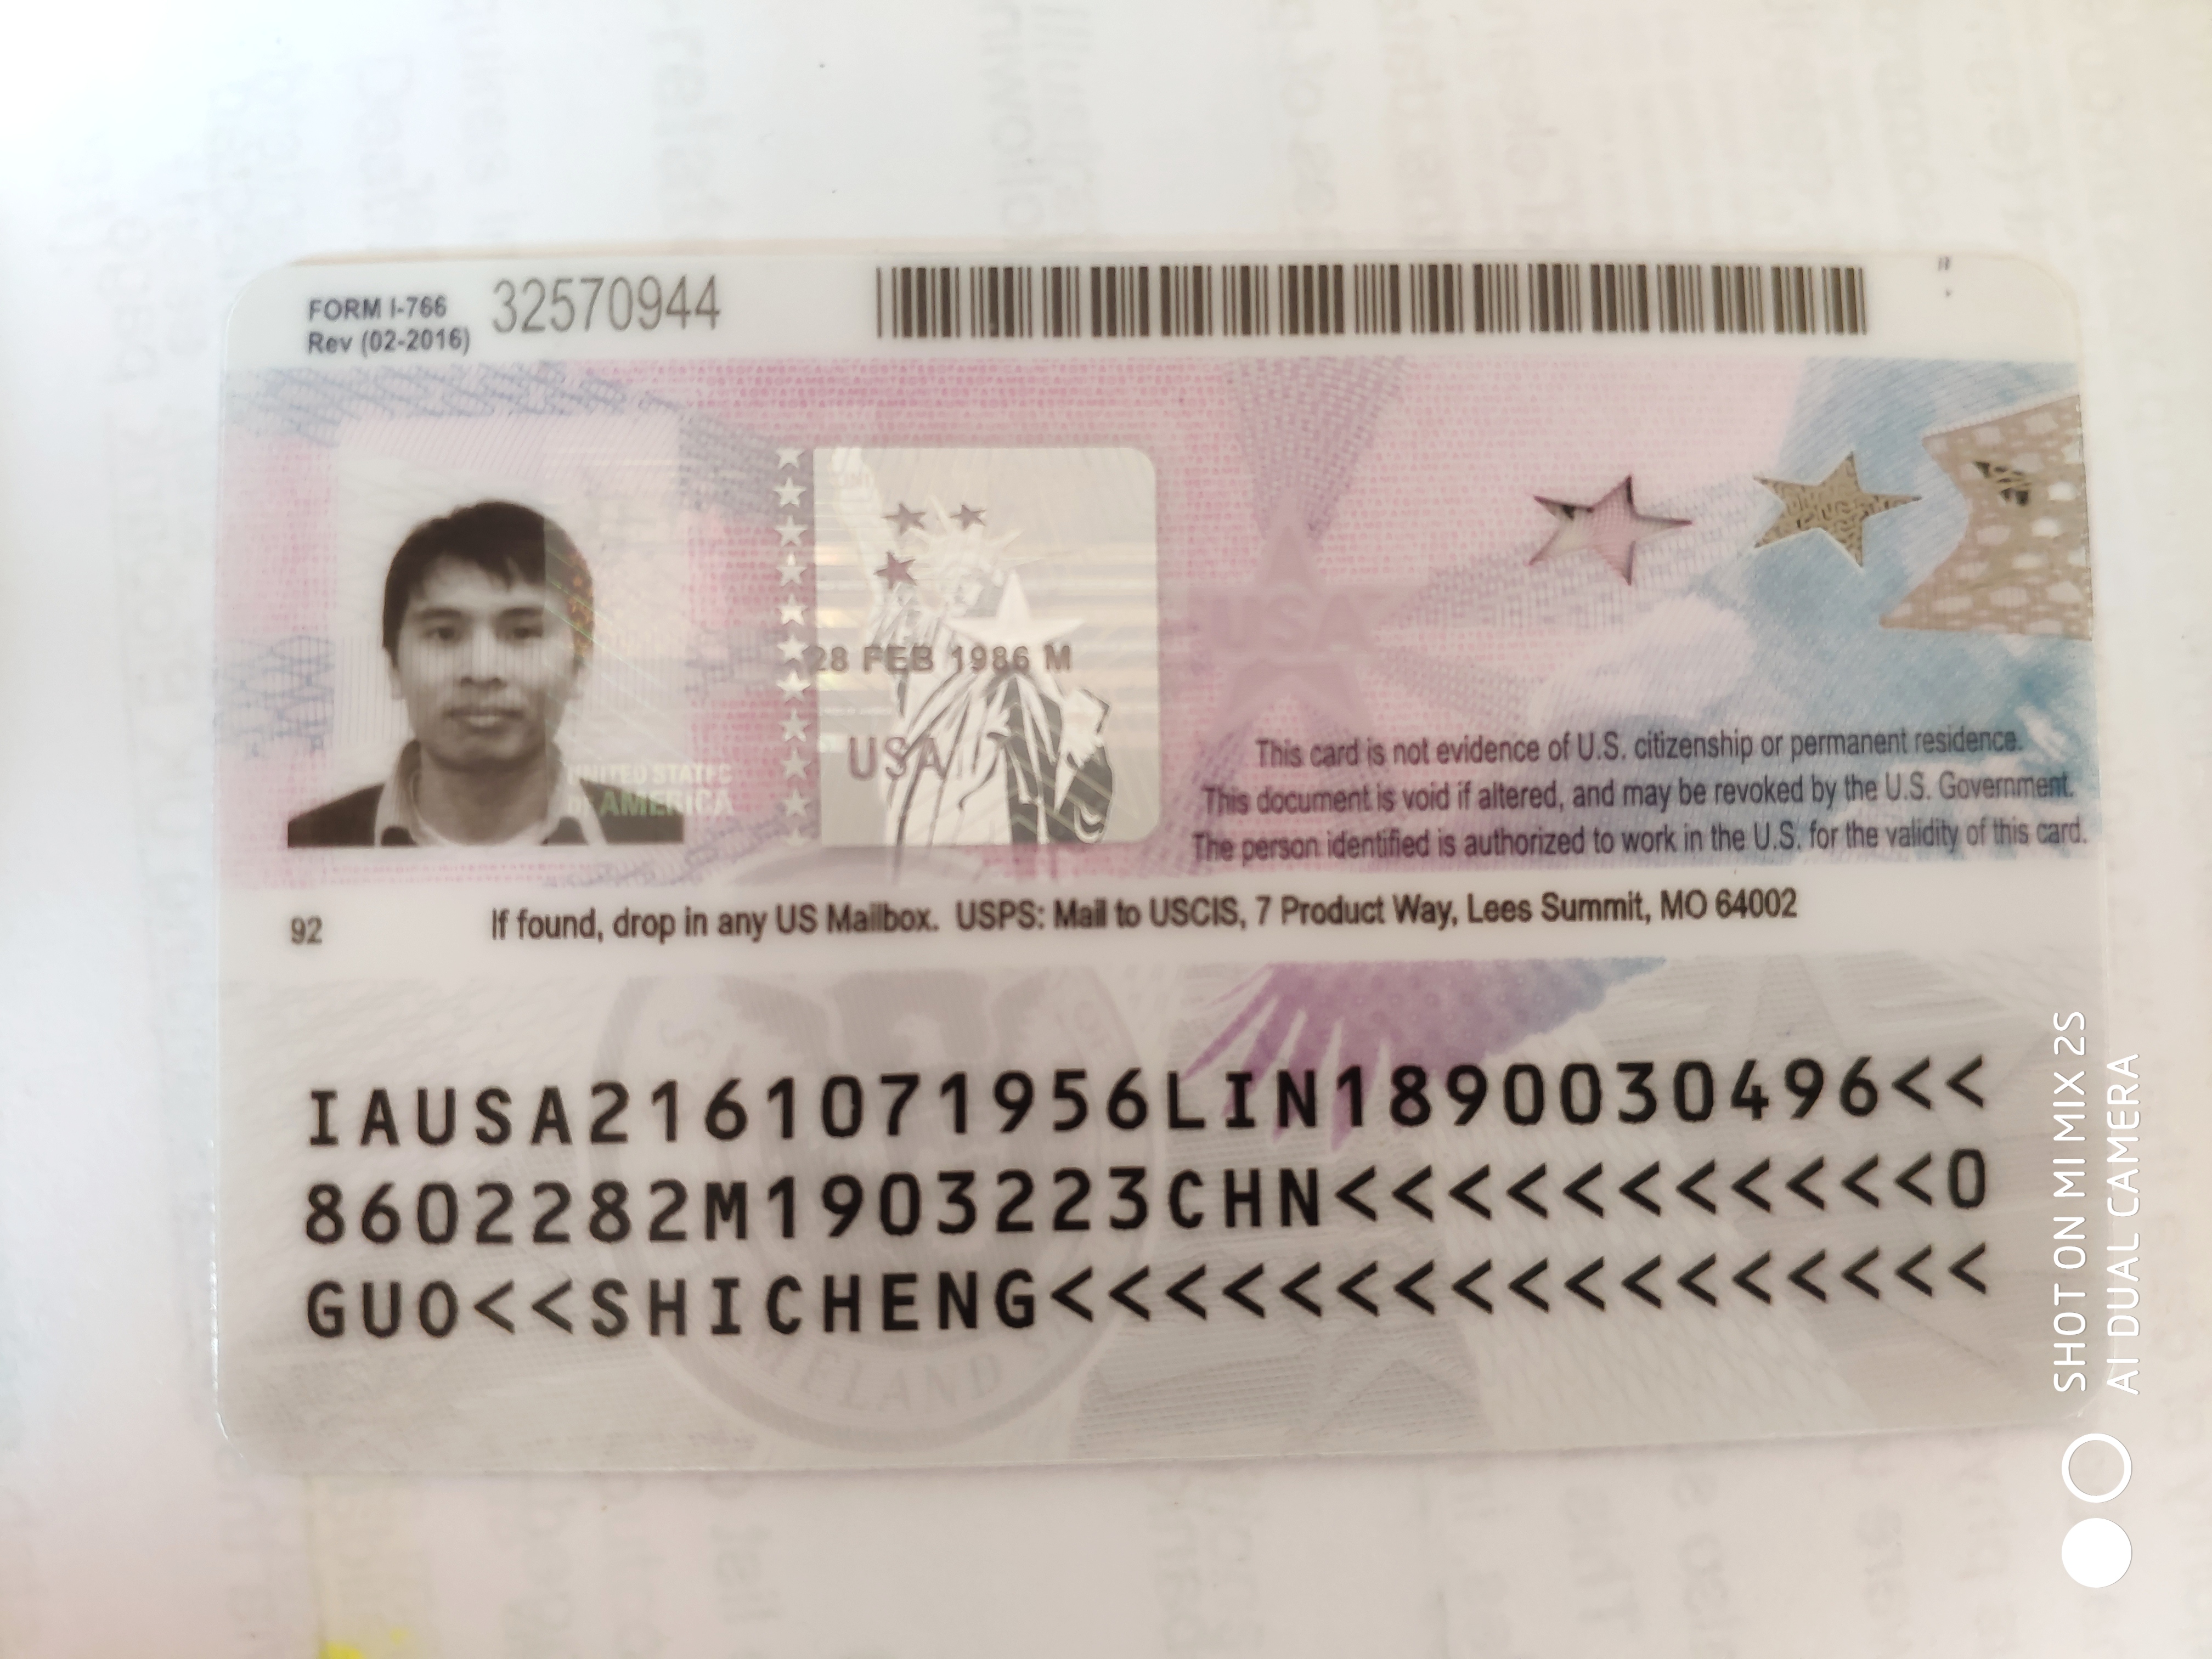 FORM I-766
Rev (02-2016)
32570944
UNITED STATES
AMERICA
28 FEB 1986 M
USA
USA
This card is not evidence of U.S. citizenship or permanent residence.
This document is void if altered, and may be revoked by the U.S. Government.
The person identified is authorized to work in the U.S. for the validity of this card.
92
If found, drop in any US Mailbox. USPS: Mail to USCIS, 7 Product Way, Lees Summit, MO 64002
IAUSA2161071956LIN1890030496<<
8602282M1903223CHN<<<<<<<<<<<0
GUO<<SHICHENG<<<<<<<<<<<<<<<<<
SHOT ON MI MIX 2S
AI DUAL CAMERA